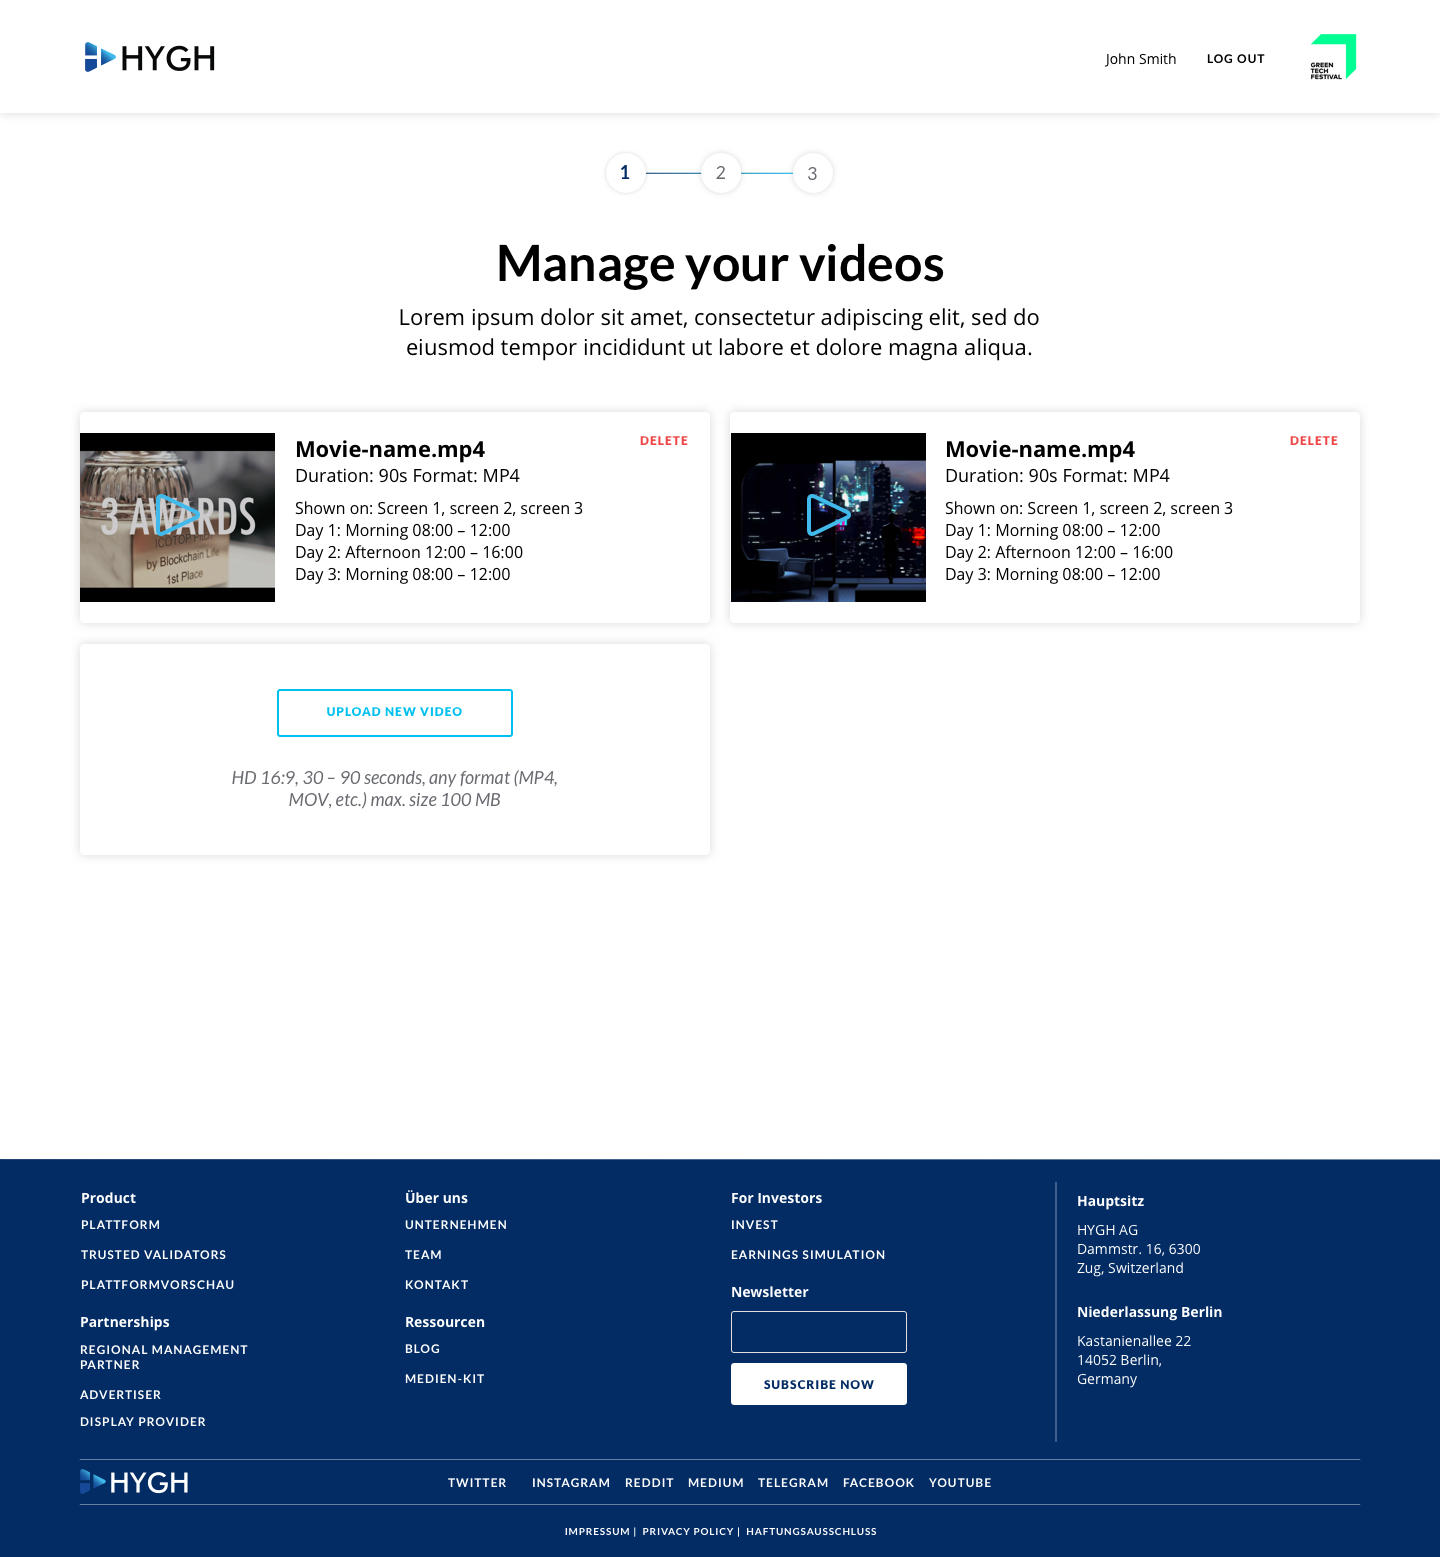 HYGH
John Smith
LOG OUT
GREEN
TECH
FESTIVAL
1
2
3
Manage your videos
Lorem ipsum dolor sit amet, consectetur adipiscing elit, sed do
eiusmod tempor incididunt ut labore et dolore magna aliqua.
3 AWARDS
ICOTOP Pitch
by Blockchain Life
1st Place
Movie-name.mp4
DELETE
Duration: 90s Format: MP4
Shown on: Screen 1, screen 2, screen 3
Day 1: Morning 08:00 – 12:00
Day 2: Afternoon 12:00 – 16:00
Day 3: Morning 08:00 – 12:00
Movie-name.mp4
DELETE
Duration: 90s Format: MP4
Shown on: Screen 1, screen 2, screen 3
Day 1: Morning 08:00 – 12:00
Day 2: Afternoon 12:00 – 16:00
Day 3: Morning 08:00 – 12:00
UPLOAD NEW VIDEO
HD 16:9, 30 – 90 seconds, any format (MP4,
MOV, etc.) max. size 100 MB
Product
PLATTFORM
TRUSTED VALIDATORS
PLATTFORMVORSCHAU
Partnerships
REGIONAL MANAGEMENT
PARTNER
ADVERTISER
DISPLAY PROVIDER
Über uns
UNTERNEHMEN
TEAM
KONTAKT
Ressourcen
BLOG
MEDIEN-KIT
For Investors
INVEST
EARNINGS SIMULATION
Newsletter
SUBSCRIBE NOW
Hauptsitz
HYGH AG
Dammstr. 16, 6300
Zug, Switzerland
Niederlassung Berlin
Kastanienallee 22
14052 Berlin,
Germany
HYGH
TWITTER INSTAGRAM REDDIT MEDIUM TELEGRAM FACEBOOK YOUTUBE
IMPRESSUM | PRIVACY POLICY | HAFTUNGSAUSSCHLUSS